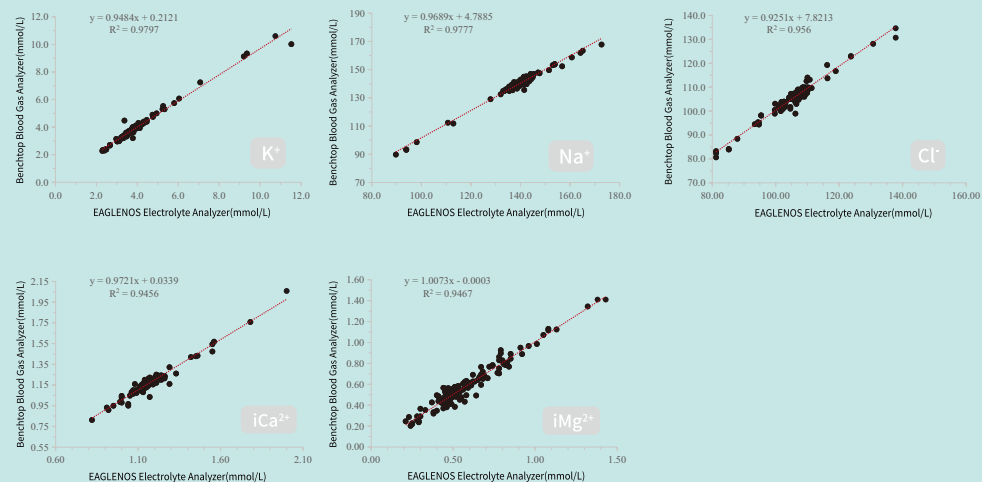 y = 0.9484x + 0.2121
R² = 0.9797
Benchtop Blood Gas Analyzer(mmol/L)
12.0
10.0
8.0
6.0
4.0
2.0
0.0
0.0 2.0 4.0 6.0 8.0 10.0 12.0
K⁺
EAGLENOS Electrolyte Analyzer(mmol/L)
y = 0.9689x + 4.7885
R² = 0.9777
Benchtop Blood Gas Analyzer(mmol/L)
190
170
150
130
110
90
70
80.0 100.0 120.0 140.0 160.0 180.0
Na⁺
EAGLENOS Electrolyte Analyzer(mmol/L)
y = 0.9251x + 7.8213
R² = 0.956
Benchtop Blood Gas Analyzer(mmol/L)
140.0
130.0
120.0
110.0
100.0
90.0
80.0
70.0
80.00 100.00 120.00 140.00 160.00
Cl⁻
EAGLENOS Electrolyte Analyzer(mmol/L)
y = 0.9721x + 0.0339
R² = 0.9456
Benchtop Blood Gas Analyzer(mmol/L)
2.15
1.95
1.75
1.55
1.35
1.15
0.95
0.75
0.55
0.60 1.10 1.60 2.10
iCa²⁺
EAGLENOS Electrolyte Analyzer(mmol/L)
y = 1.0073x - 0.0003
R² = 0.9467
Benchtop Blood Gas Analyzer(mmol/L)
1.60
1.40
1.20
1.00
0.80
0.60
0.40
0.20
0.00
0.00 0.50 1.00 1.50
iMg²⁺
EAGLENOS Electrolyte Analyzer(mmol/L)